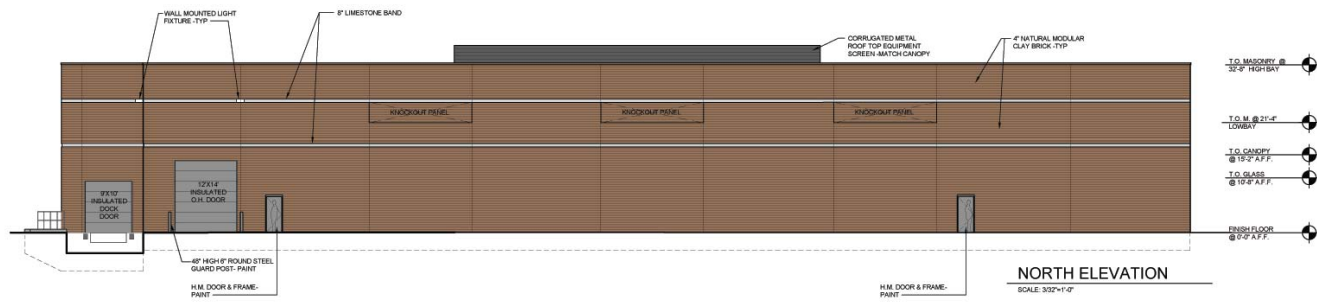 WALL MOUNTED LIGHT
FIXTURE -TYP
8" LIMESTONE BAND
CORRUGATED METAL
ROOF TOP EQUIPMENT
SCREEN -MATCH CANOPY
4" NATURAL MODULAR
CLAY BRICK -TYP
T.O. MASONRY @
32'-8" HIGH BAY
KNOCKOUT PANEL
KNOCKOUT PANEL
KNOCKOUT PANEL
T.O. M. @ 21'-4"
LOWBAY
T.O. CANOPY
@ 15'-2" A.F.F.
T.O. GLASS
@ 10'-8" A.F.F.
9'X10'
INSULATED
DOCK
DOOR
12'X14'
INSULATED
O.H. DOOR
FINISH FLOOR
@ 0'-0" A.F.F.
48" HIGH 6" ROUND STEEL
GUARD POST- PAINT
H.M. DOOR & FRAME-
PAINT
H.M. DOOR & FRAME-
PAINT
NORTH ELEVATION
SCALE: 3/32"=1'-0"